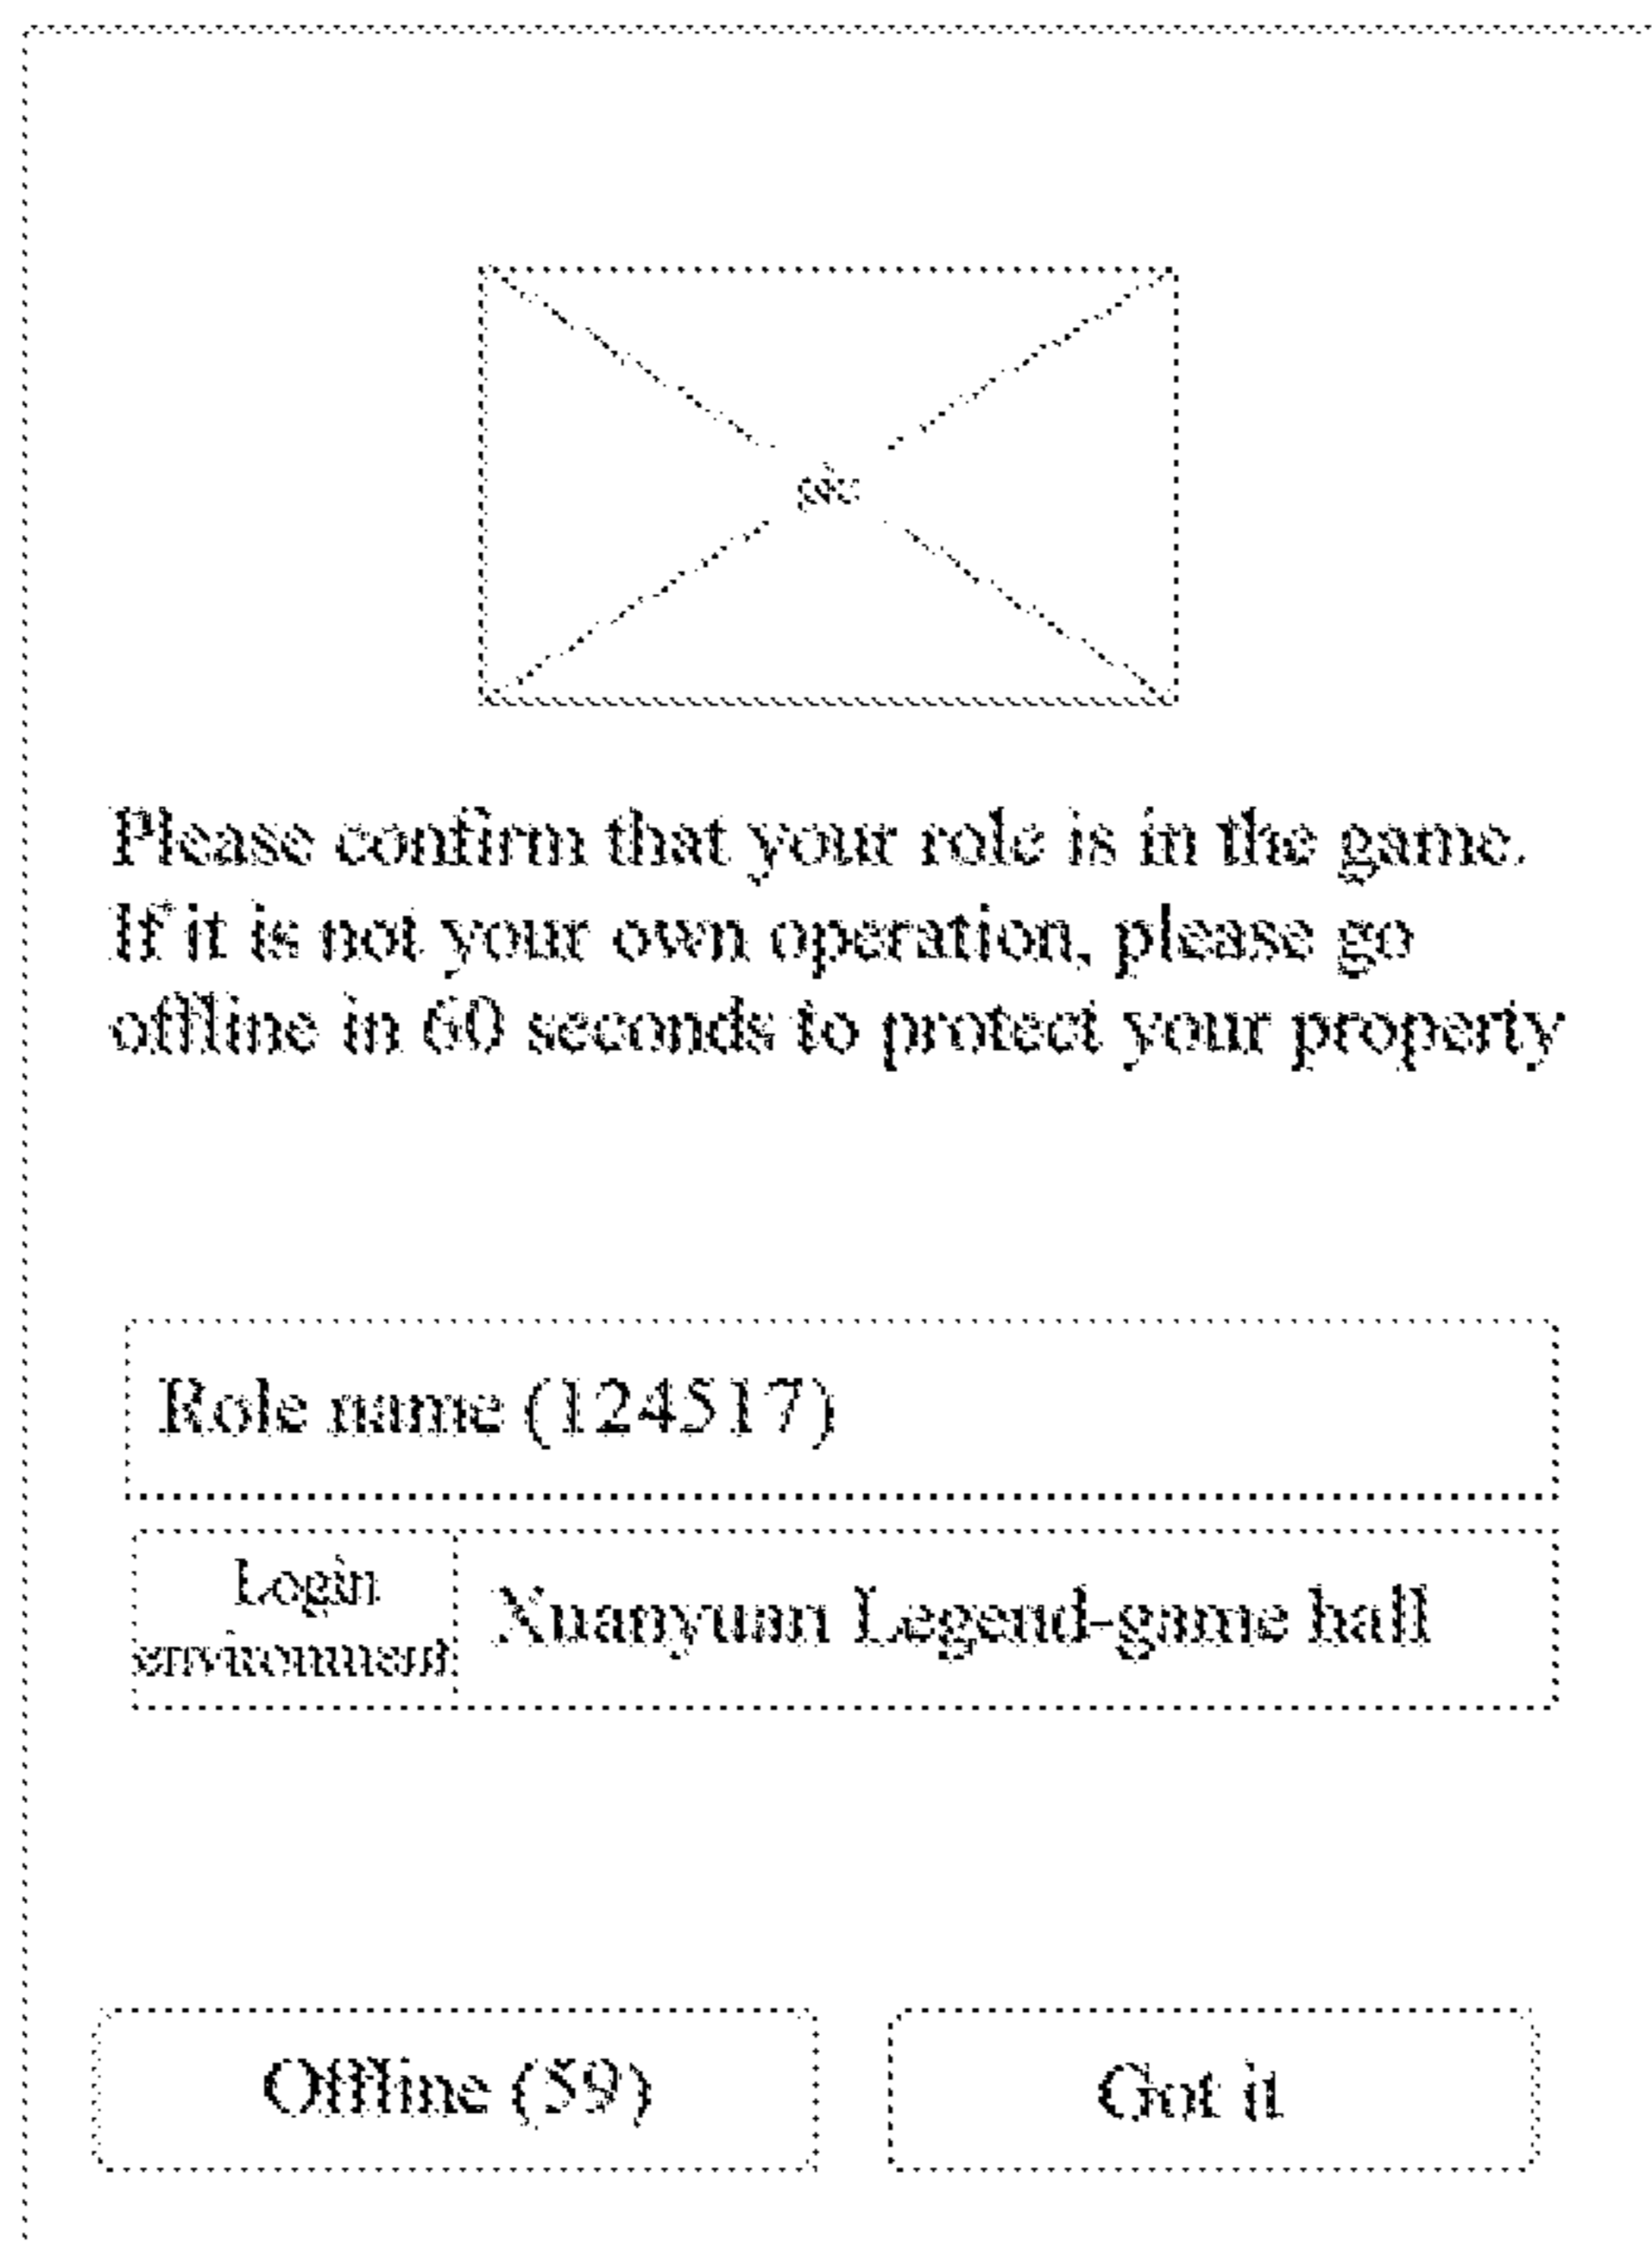 pic
Please confirm that your role is in the game.
If it is not your own operation, please go
offline in 60 seconds to protect your property
Role name (124517)
Login
environment
Xuanyuan Legend-game hall
Offline (59)
Got it